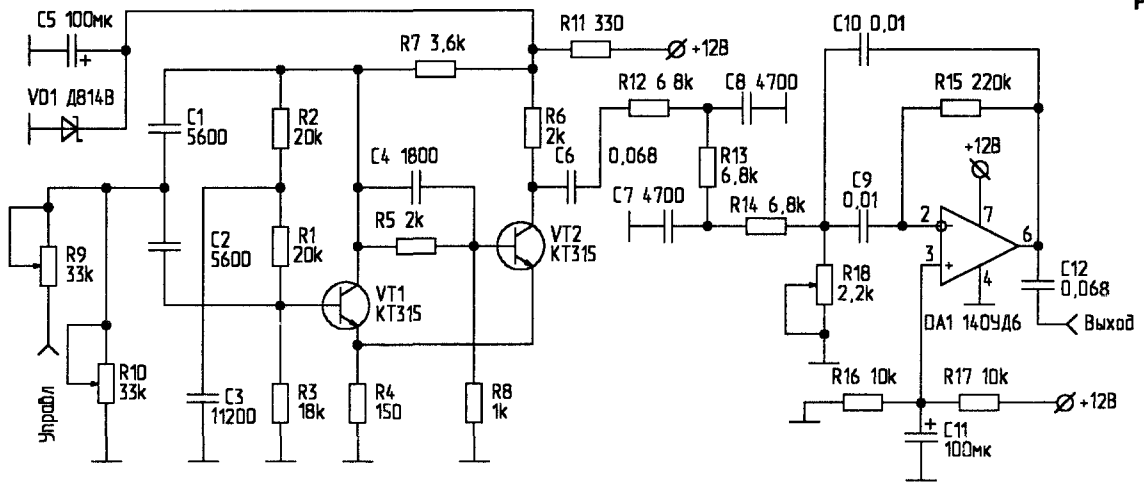 C5 100мк
+
VD1 Д814В
C1
5600
R2
20k
R7 3,6k
R11 330
+12В
R6
2k
C4 1800
C6
0,068
R12 6 8k
C8 4700
C10 0,01
R15 220k
+12В
R13
6,8k
C7 4700
R14 6,8k
C9
0,01
C2
5600
R1
20k
R5 2k
VT2
КТ315
VT1
КТ315
R9
33k
R10
33k
Управл
C3
11200
R3
18k
R4
150
R8
1k
R18
2,2k
2
3
+
7
4
6
DA1 140УД6
C12
0,068
Выход
R16 10k
R17 10k
+12В
+
C11
100мк